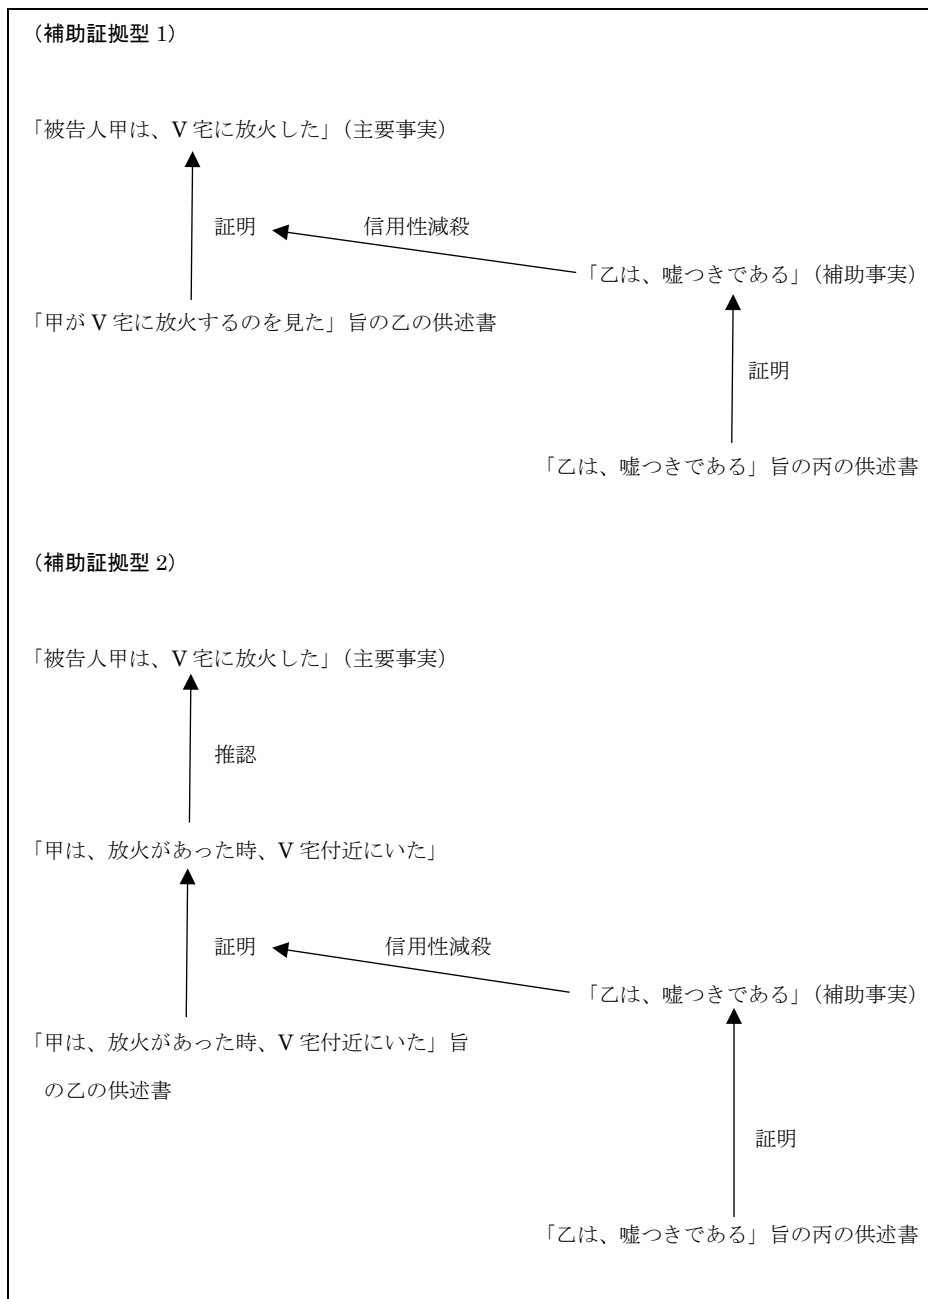 （補助証拠型 1）
「被告人甲は、V 宅に放火した」（主要事実）
証明
信用性減殺
「乙は、嘘つきである」（補助事実）
「甲が V 宅に放火するのを見た」旨の乙の供述書
証明
「乙は、嘘つきである」旨の丙の供述書
（補助証拠型 2）
「被告人甲は、V 宅に放火した」（主要事実）
推認
「甲は、放火があった時、V 宅付近にいた」
証明
信用性減殺
「乙は、嘘つきである」（補助事実）
「甲は、放火があった時、V 宅付近にいた」旨
の乙の供述書
証明
「乙は、嘘つきである」旨の丙の供述書